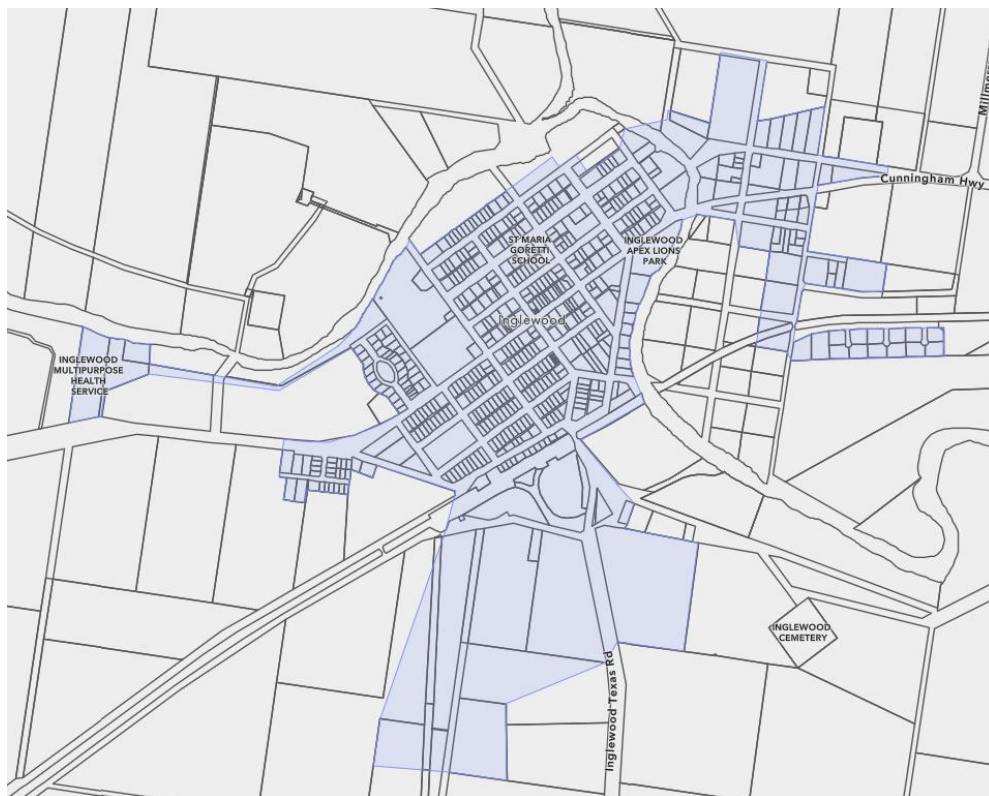 Millmerr
Cunningham Hwy
ST MARIA
GORETTI
SCHOOL
INGLEWOOD
APEX LIONS
PARK
Inglewood
INGLEWOOD
MULTIPURPOSE
HEALTH
SERVICE
INGLEWOOD
CEMETERY
Inglewood Texas Rd